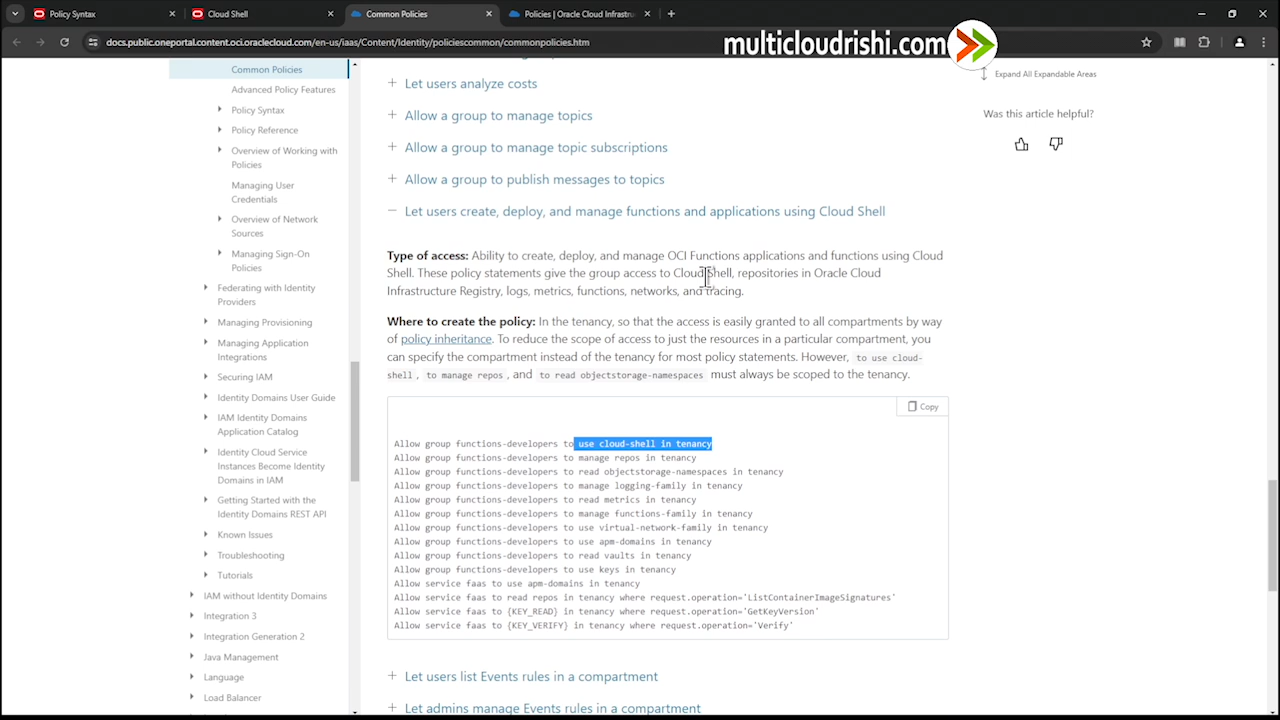 Policy Syntax
Cloud Shell
Common Policies
Policies | Oracle Cloud Infrastru
docs.public.oneportal.content.oci.oraclecloud.com/en-us/iaas/Content/Identity/policiescommon/commonpolicies.htm
multicloudrishi.com
Common Policies
Advanced Policy Features
Policy Syntax
Policy Reference
Overview of Working with
Policies
Managing User
Credentials
Overview of Network
Sources
Managing Sign-On
Policies
Federating with Identity
Providers
Managing Provisioning
Managing Application
Integrations
Securing IAM
Identity Domains User Guide
IAM Identity Domains
Application Catalog
Identity Cloud Service
Instances Become Identity
Domains in IAM
Getting Started with the
Identity Domains REST API
Known Issues
Troubleshooting
Tutorials
IAM without Identity Domains
Integration 3
Integration Generation 2
Java Management
Language
Load Balancer
Let users analyze costs
Allow a group to manage topics
Allow a group to manage topic subscriptions
Allow a group to publish messages to topics
Let users create, deploy, and manage functions and applications using Cloud Shell
Type of access: Ability to create, deploy, and manage OCI Functions applications and functions using Cloud
Shell. These policy statements give the group access to Cloud Shell, repositories in Oracle Cloud
Infrastructure Registry, logs, metrics, functions, networks, and tracing.
Where to create the policy: In the tenancy, so that the access is easily granted to all compartments by way
of policy inheritance. To reduce the scope of access to just the resources in a particular compartment, you
can specify the compartment instead of the tenancy for most policy statements. However, to use cloud-
shell, to manage repos, and to read objectstorage-namespaces must always be scoped to the tenancy.
Copy
Allow group functions-developers to use cloud-shell in tenancy
Allow group functions-developers to manage repos in tenancy
Allow group functions-developers to read objectstorage-namespaces in tenancy
Allow group functions-developers to manage logging-family in tenancy
Allow group functions-developers to read metrics in tenancy
Allow group functions-developers to manage functions-family in tenancy
Allow group functions-developers to use virtual-network-family in tenancy
Allow group functions-developers to use apm-domains in tenancy
Allow group functions-developers to read vaults in tenancy
Allow group functions-developers to use keys in tenancy
Allow service faas to use apm-domains in tenancy
Allow service faas to read repos in tenancy where request.operation='ListContainerImageSignatures'
Allow service faas to {KEY_READ} in tenancy where request.operation='GetKeyVersion'
Allow service faas to {KEY_VERIFY} in tenancy where request.operation='Verify'
Let users list Events rules in a compartment
Let admins manage Events rules in a compartment
Expand All Expandable Areas
Was this article helpful?